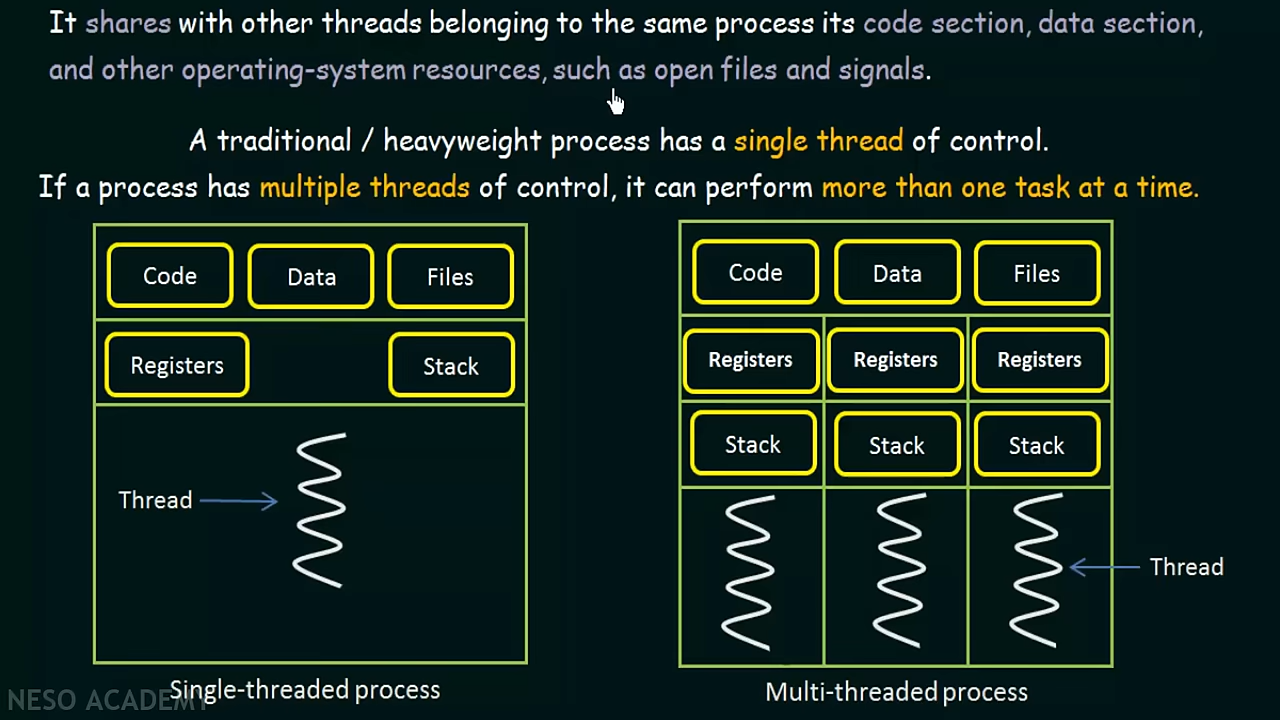 It shares with other threads belonging to the same process its code section, data section,
and other operating-system resources, such as open files and signals.
A traditional / heavyweight process has a single thread of control.
If a process has multiple threads of control, it can perform more than one task at a time.
Code Data Files
Registers Stack
Thread
Single-threaded process
Code Data Files
Registers Registers Registers
Stack Stack Stack
Thread
Multi-threaded process
NESO ACADEMY